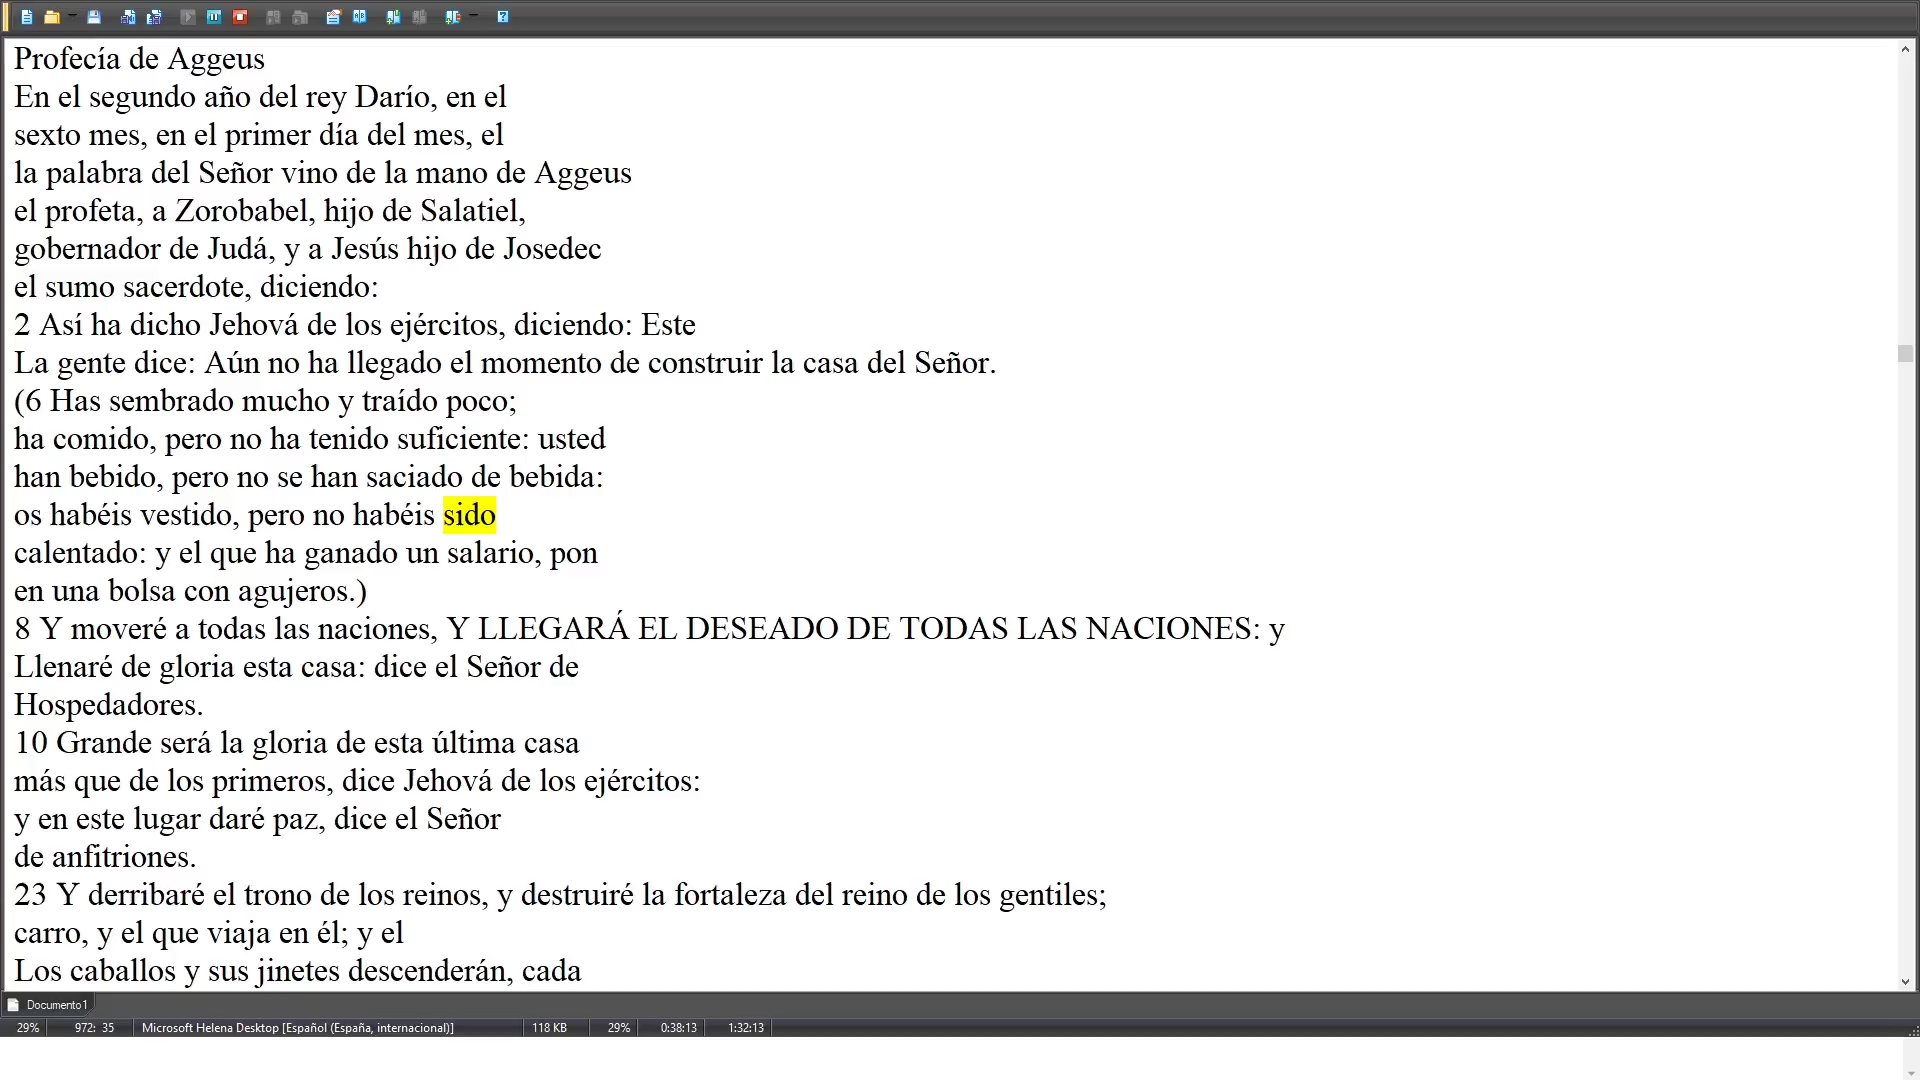 Profecía de Aggeus
En el segundo año del rey Darío, en el
sexto mes, en el primer día del mes, el
la palabra del Señor vino de la mano de Aggeus
el profeta, a Zorobabel, hijo de Salatiel,
gobernador de Judá, y a Jesús hijo de Josedec
el sumo sacerdote, diciendo:
2 Así ha dicho Jehová de los ejércitos, diciendo: Este
La gente dice: Aún no ha llegado el momento de construir la casa del Señor.
(6 Has sembrado mucho y traído poco;
ha comido, pero no ha tenido suficiente: usted
han bebido, pero no se han saciado de bebida:
os habéis vestido, pero no habéis sido
calentado: y el que ha ganado un salario, pon
en una bolsa con agujeros.)
8 Y moveré a todas las naciones, Y LLEGARÁ EL DESEADO DE TODAS LAS NACIONES: y
Llenaré de gloria esta casa: dice el Señor de
Hospedadores.
10 Grande será la gloria de esta última casa
más que de los primeros, dice Jehová de los ejércitos:
y en este lugar daré paz, dice el Señor
de anfitriones.
23 Y derribaré el trono de los reinos, y destruiré la fortaleza del reino de los gentiles;
carro, y el que viaja en él; y el
Los caballos y sus jinetes descenderán, cada
Documento1
29% 972: 35 Microsoft Helena Desktop [Español (España, internacional)] 118 KB 29% 0:38:13 1:32:13